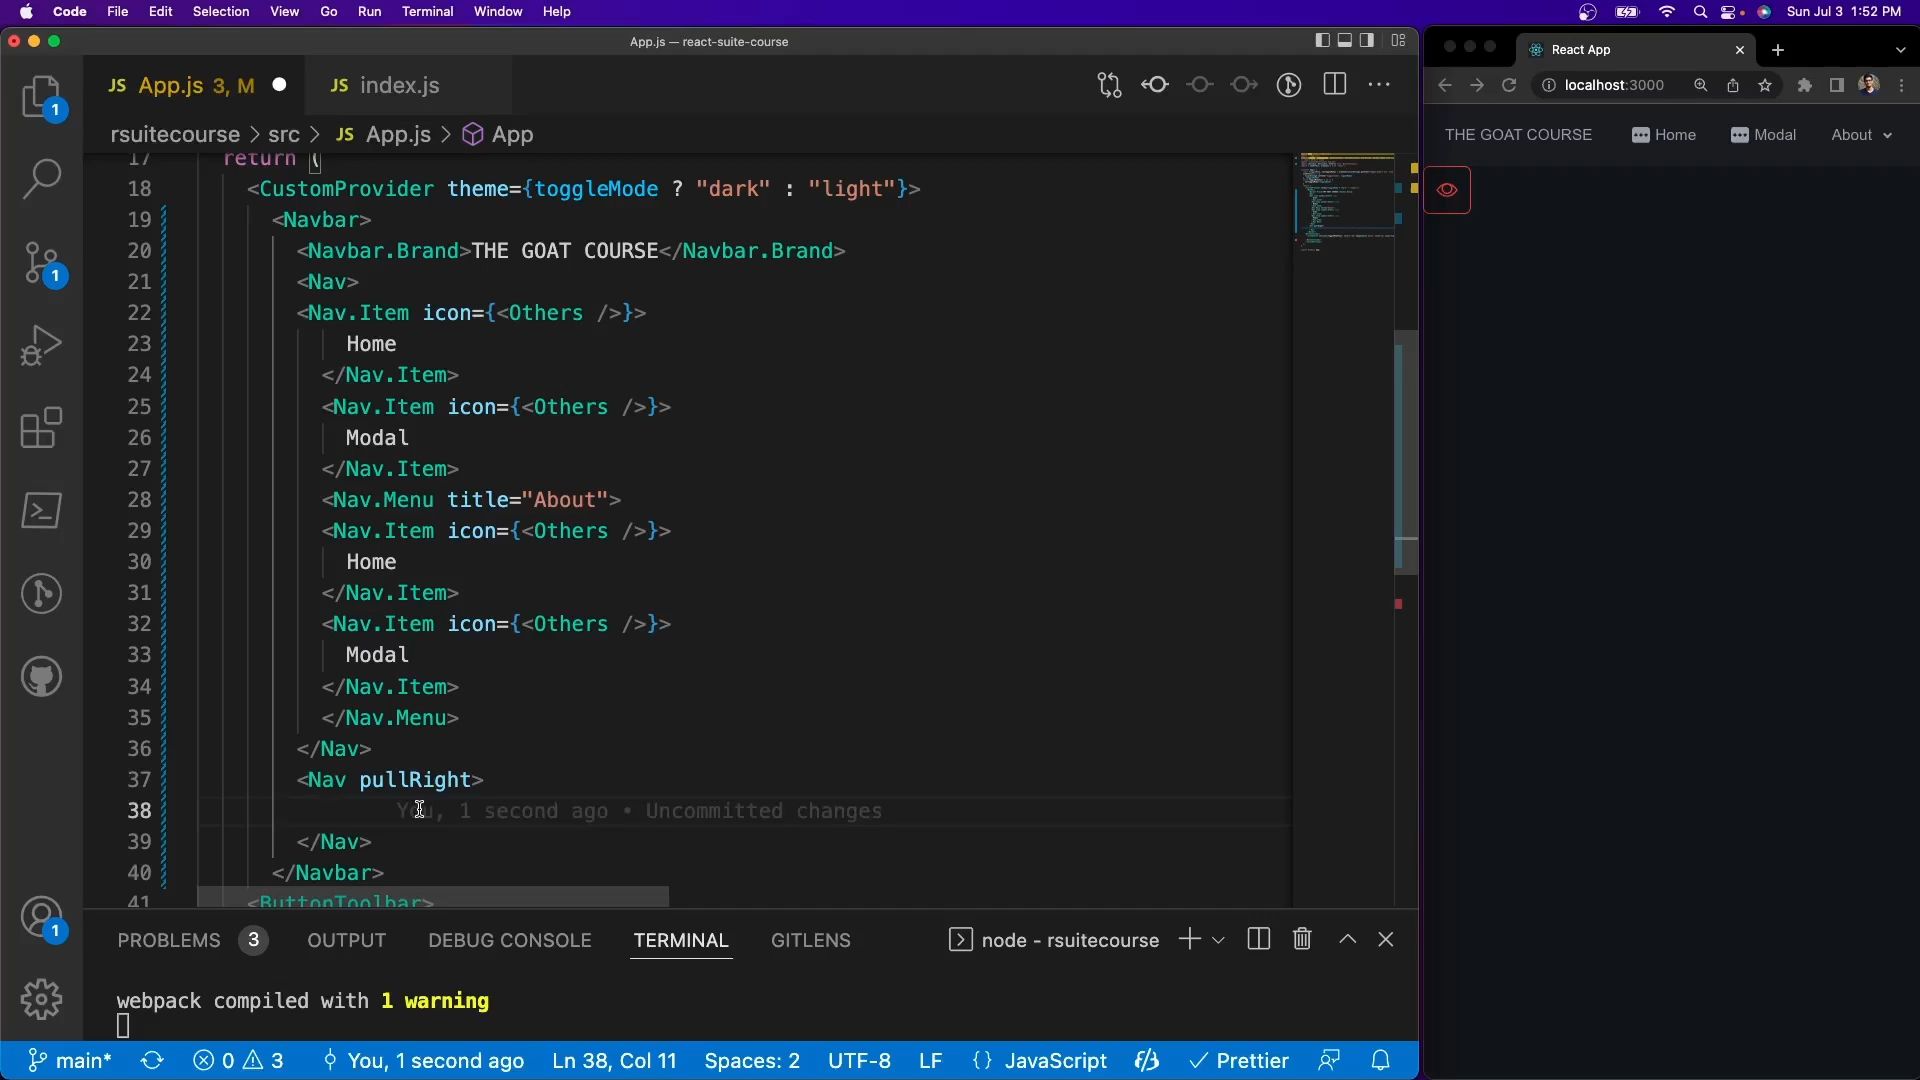 Code File Edit Selection View Go Run Terminal Window Help Sun Jul 3 1:52 PM
App.js — react-suite-course
JS App.js 3, M JS index.js
rsuitecourse > src > JS App.js > App
17 return (
18 <CustomProvider theme={toggleMode ? "dark" : "light"}>
19 <Navbar>
20 <Navbar.Brand>THE GOAT COURSE</Navbar.Brand>
21 <Nav>
22 <Nav.Item icon={<Others />}>
23 Home
24 </Nav.Item>
25 <Nav.Item icon={<Others />}>
26 Modal
27 </Nav.Item>
28 <Nav.Menu title="About">
29 <Nav.Item icon={<Others />}>
30 Home
31 </Nav.Item>
32 <Nav.Item icon={<Others />}>
33 Modal
34 </Nav.Item>
35 </Nav.Menu>
36 </Nav>
37 <Nav pullRight>
38 You, 1 second ago • Uncommitted changes
39 </Nav>
40 </Navbar>
41 <ButtonToolbar>
PROBLEMS 3 OUTPUT DEBUG CONSOLE TERMINAL GITLENS node - rsuitecourse
webpack compiled with 1 warning
main* 0 3 You, 1 second ago Ln 38, Col 11 Spaces: 2 UTF-8 LF {} JavaScript Prettier
1
1
1
React App
localhost:3000
THE GOAT COURSE Home Modal About